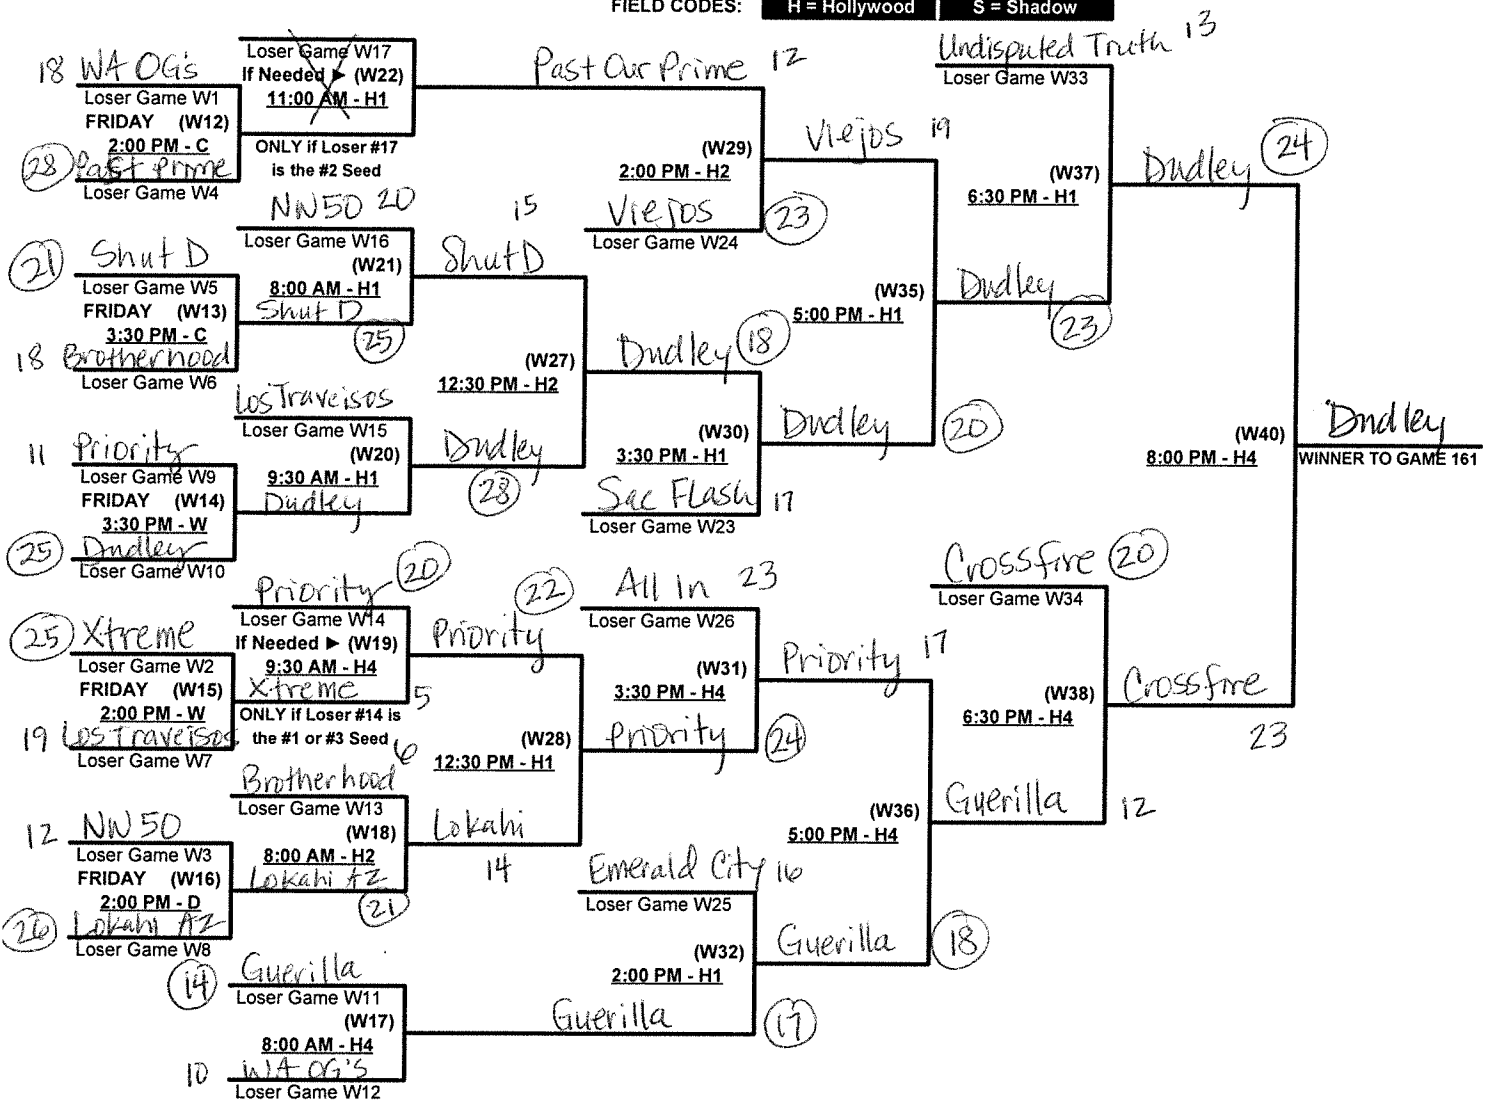 FIELD CODES: H = Hollywood S = Shadow
18 WA OG's
Loser Game W1
FRIDAY (W12)
2:00 PM - C
28 Past Prime
Loser Game W4
Loser Game W17
If Needed ► (W22)
11:00 AM - H1
ONLY if Loser #17
is the #2 Seed
Past Our Prime 12
(W29)
2:00 PM - H2
Viejos 23
Loser Game W24
Undisputed Truth 13
Loser Game W33
(W37)
6:30 PM - H1
Dudley 24
Viejos 19
(W35)
5:00 PM - H1
Dudley 23
NW50 20
Loser Game W16
(W21)
8:00 AM - H1
Shut D
25
21 Shut D
Loser Game W5
FRIDAY (W13)
3:30 PM - C
18 Brotherhood
Loser Game W6
15
Shut D
(W27)
12:30 PM - H2
Dudley 18
(W30)
3:30 PM - H1
Sac Flash 17
Loser Game W23
Dudley 20
Los Traveisos
Loser Game W15
(W20)
9:30 AM - H1
Dudley
Dudley
28
11 Priority
Loser Game W9
FRIDAY (W14)
3:30 PM - W
25 Dudley
Loser Game W10
(W40)
8:00 PM - H4
Dudley
WINNER TO GAME 161
Priority 20
Loser Game W14
If Needed ► (W19)
9:30 AM - H4
Xtreme 5
ONLY if Loser #14 is
the #1 or #3 Seed
25 Xtreme
Loser Game W2
FRIDAY (W15)
2:00 PM - W
19 Los Traveisos
Loser Game W7
22
Priority
(W28)
12:30 PM - H1
Lokahi
14
All In 23
Loser Game W26
(W31)
3:30 PM - H4
Priority 24
Priority 17
(W36)
5:00 PM - H4
Crossfire 20
Loser Game W34
(W38)
6:30 PM - H4
Guerilla 12
Crossfire
23
6
Brotherhood
Loser Game W13
(W18)
8:00 AM - H2
Lokahi AZ
21
12 NW 50
Loser Game W3
FRIDAY (W16)
2:00 PM - D
26 Lokahi AZ
Loser Game W8
Emerald City 16
Loser Game W25
(W32)
2:00 PM - H1
Guerilla 18
Guerilla 17
14 Guerilla
Loser Game W11
(W17)
8:00 AM - H4
10 WA OG'S
Loser Game W12